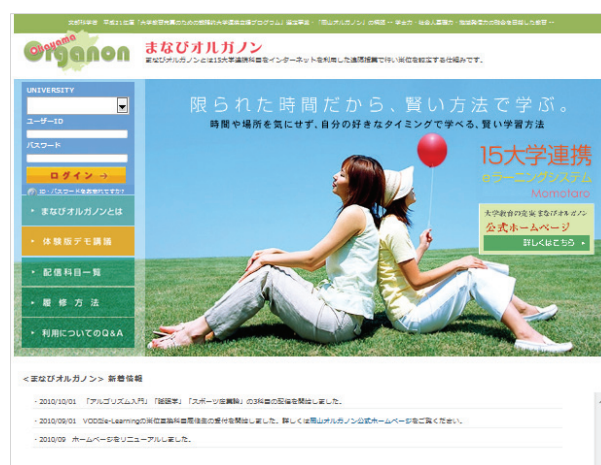 文部科学省 平成21年度「大学教育充実のための戦略的大学連携支援プログラム」選定事業・「岡山オルガノン」の構築 ― 学士力・社会人基礎力・地域発信力の融合を目指した教育 ―
Okayama
Organon
まなびオルガノン
まなびオルガノンとは15大学連携科目をインターネットを利用した遠隔授業で行い単位を認定する仕組みです。
UNIVERSITY
ユーザーID
パスワード
ログイン →
ID・パスワードをお忘れですか?
限られた時間だから、賢い方法で学ぶ。
時間や場所を気にせず、自分の好きなタイミングで学べる、賢い学習方法
15大学連携
eラーニングシステム
Momotaro
大学教育の充実 まなびオルガノン
公式ホームページ
詳しくはこちら
まなびオルガノンとは
体験版デモ講議
配信科目一覧
履修方法
利用についてのQ&A
<まなびオルガノン> 新着情報
・2010/10/01 「アルゴリズム入門」「雑誌本」「スポーツ栄養論」の3科目の配信を開始しました。
・2010/09/01 VOD型e-Learningの単位互換科目履修生の受付を開始しました。詳しくは岡山オルガノン公式ホームページをご覧ください。
・2010/09 ホームページをリニューアルしました。